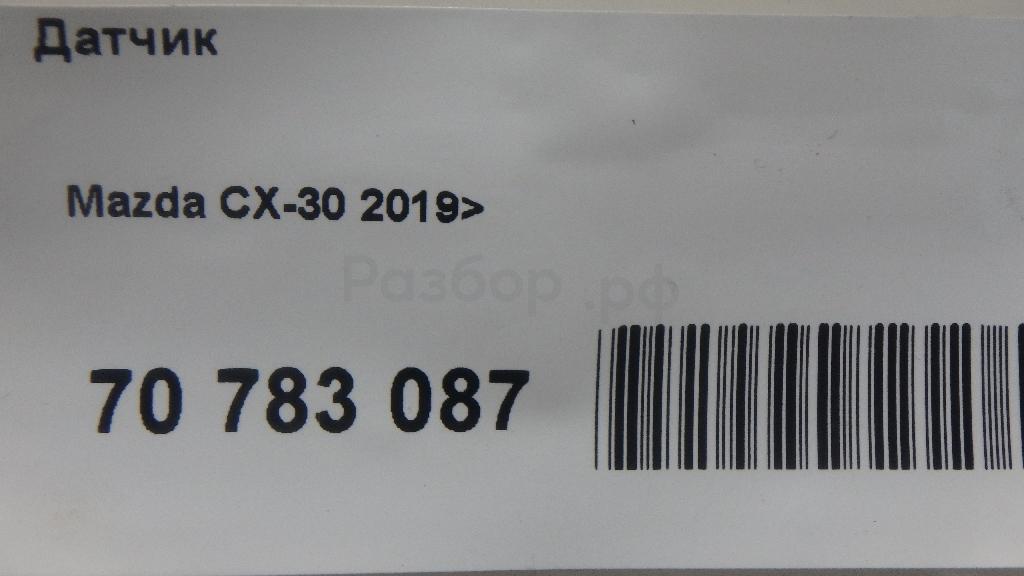 Датчик
Mazda CX-30 2019>
Разбор.рф
70 783 087